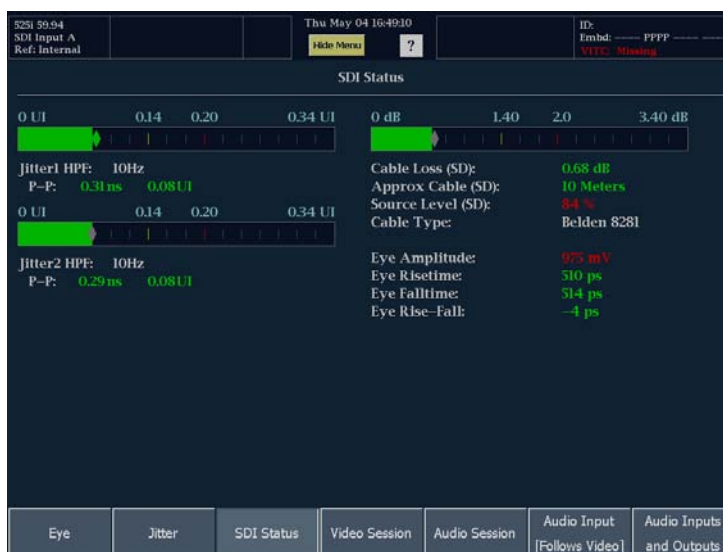 525i 59.94
SDI Input A
Ref: Internal
Thu May 04 16:49:10
Hide Menu
?
ID:
Embd: –––– PPPP –––– ––
VITC: Missing
SDI Status
0 UI 0.14 0.20 0.34 UI
Jitter1 HPF: 10Hz
P–P: 0.31 ns 0.08 UI
0 UI 0.14 0.20 0.34 UI
Jitter2 HPF: 10Hz
P–P: 0.29 ns 0.08 UI
0 dB 1.40 2.0 3.40 dB
Cable Loss (SD): 0.68 dB
Approx Cable (SD): 10 Meters
Source Level (SD): 84 %
Cable Type: Belden 8281
Eye Amplitude: 975 mV
Eye Risetime: 510 ps
Eye Falltime: 514 ps
Eye Rise–Fall: –4 ps
Eye
Jitter
SDI Status
Video Session
Audio Session
Audio Input
[Follows Video]
Audio Inputs
and Outputs